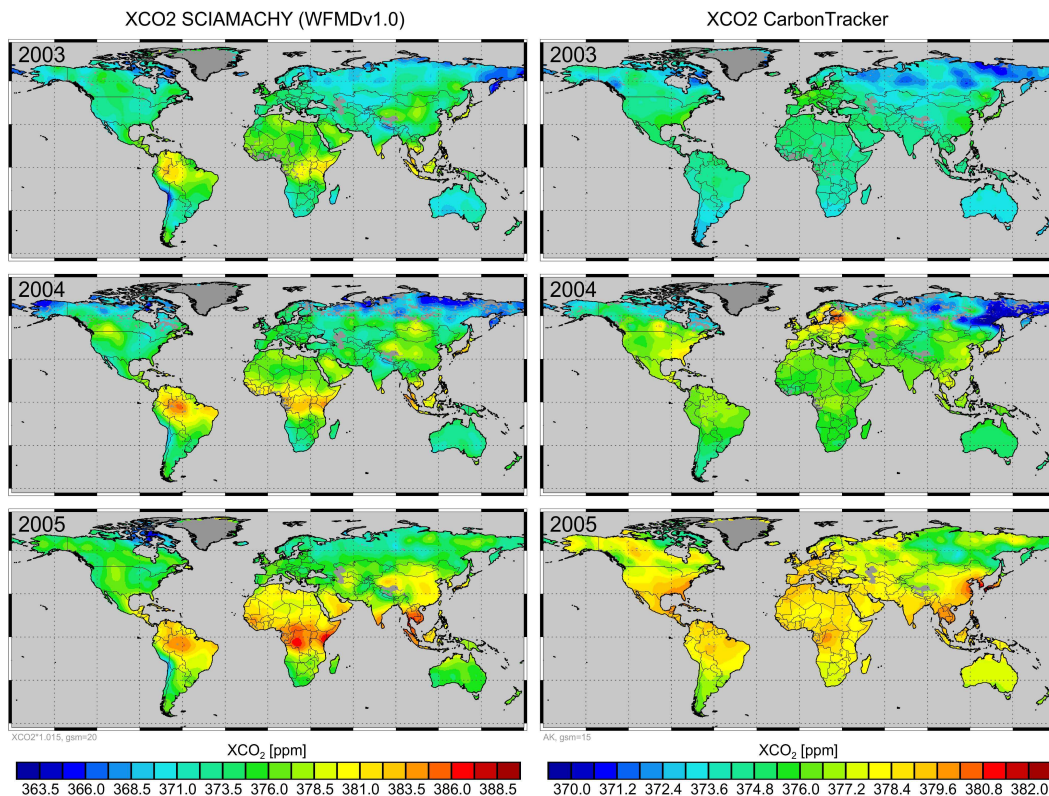 XCO2 SCIAMACHY (WFMDv1.0)
XCO2 CarbonTracker
2003
2003
2004
2004
2005
2005
XCO2*1.015, gsm=20
AK, gsm=15
XCO₂ [ppm]
XCO₂ [ppm]
363.5 366.0 368.5 371.0 373.5 376.0 378.5 381.0 383.5 386.0 388.5
370.0 371.2 372.4 373.6 374.8 376.0 377.2 378.4 379.6 380.8 382.0